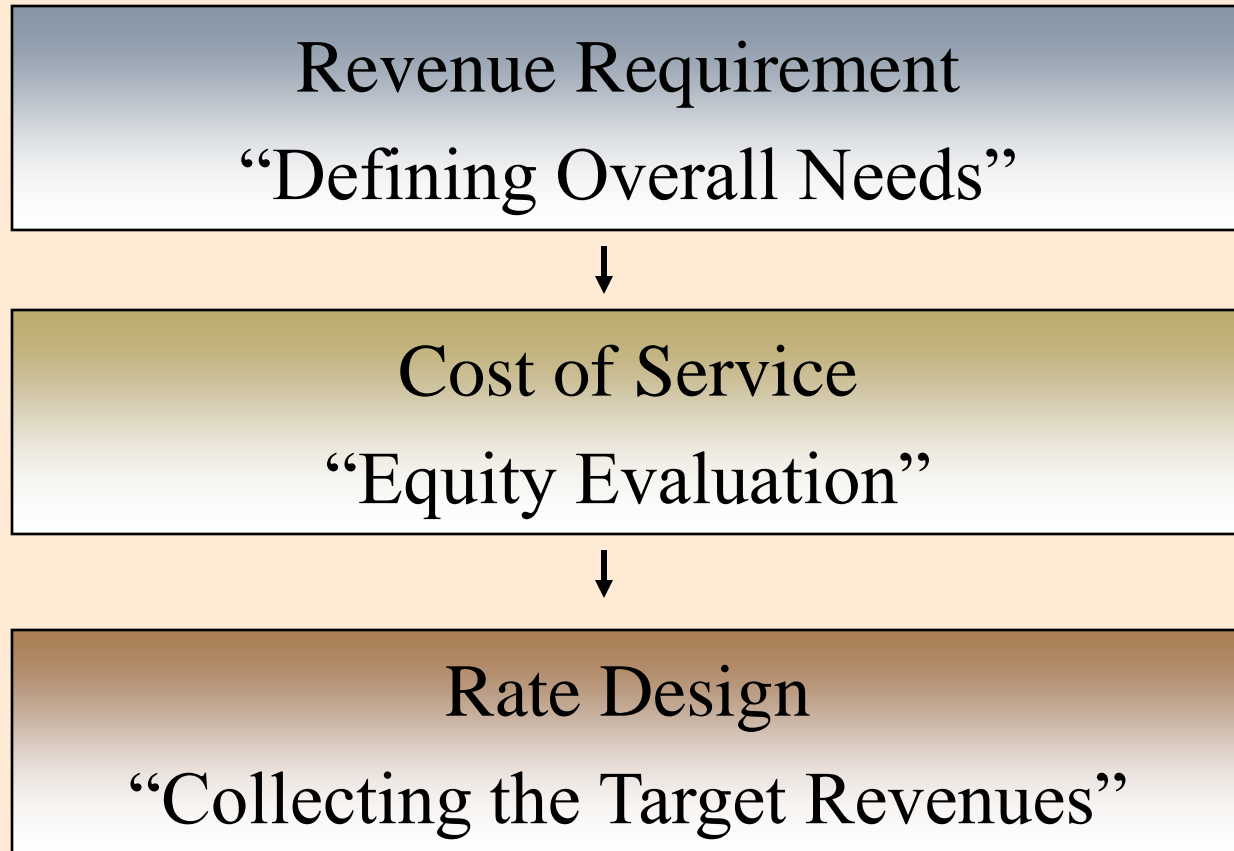 Revenue Requirement
“Defining Overall Needs”
Cost of Service
“Equity Evaluation”
Rate Design
“Collecting the Target Revenues”